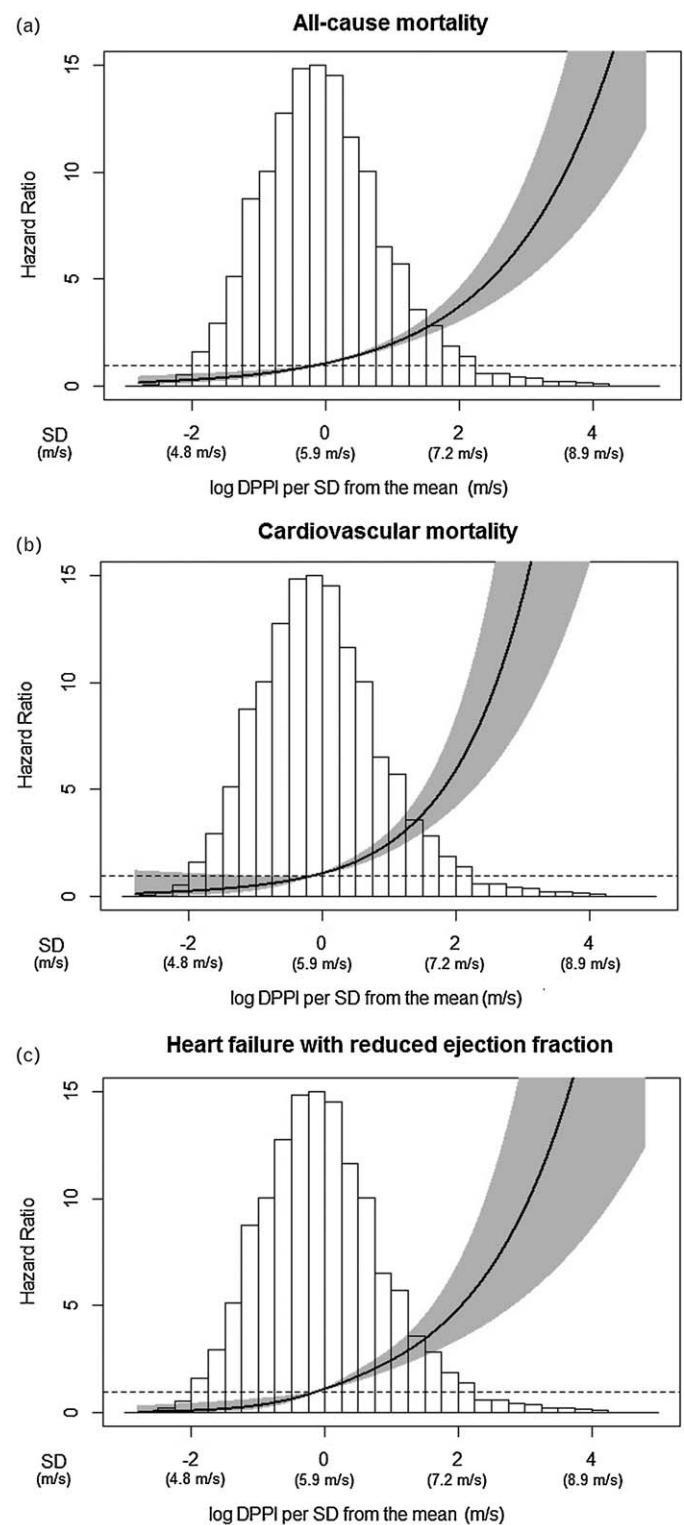 (a)
All-cause mortality
Hazard Ratio
15
10
5
0
SD -2 0 2 4
(m/s) (4.8 m/s) (5.9 m/s) (7.2 m/s) (8.9 m/s)
log DPPI per SD from the mean (m/s)
(b)
Cardiovascular mortality
Hazard Ratio
15
10
5
0
SD -2 0 2 4
(m/s) (4.8 m/s) (5.9 m/s) (7.2 m/s) (8.9 m/s)
log DPPI per SD from the mean (m/s)
(c)
Heart failure with reduced ejection fraction
Hazard Ratio
15
10
5
0
SD -2 0 2 4
(m/s) (4.8 m/s) (5.9 m/s) (7.2 m/s) (8.9 m/s)
log DPPI per SD from the mean (m/s)